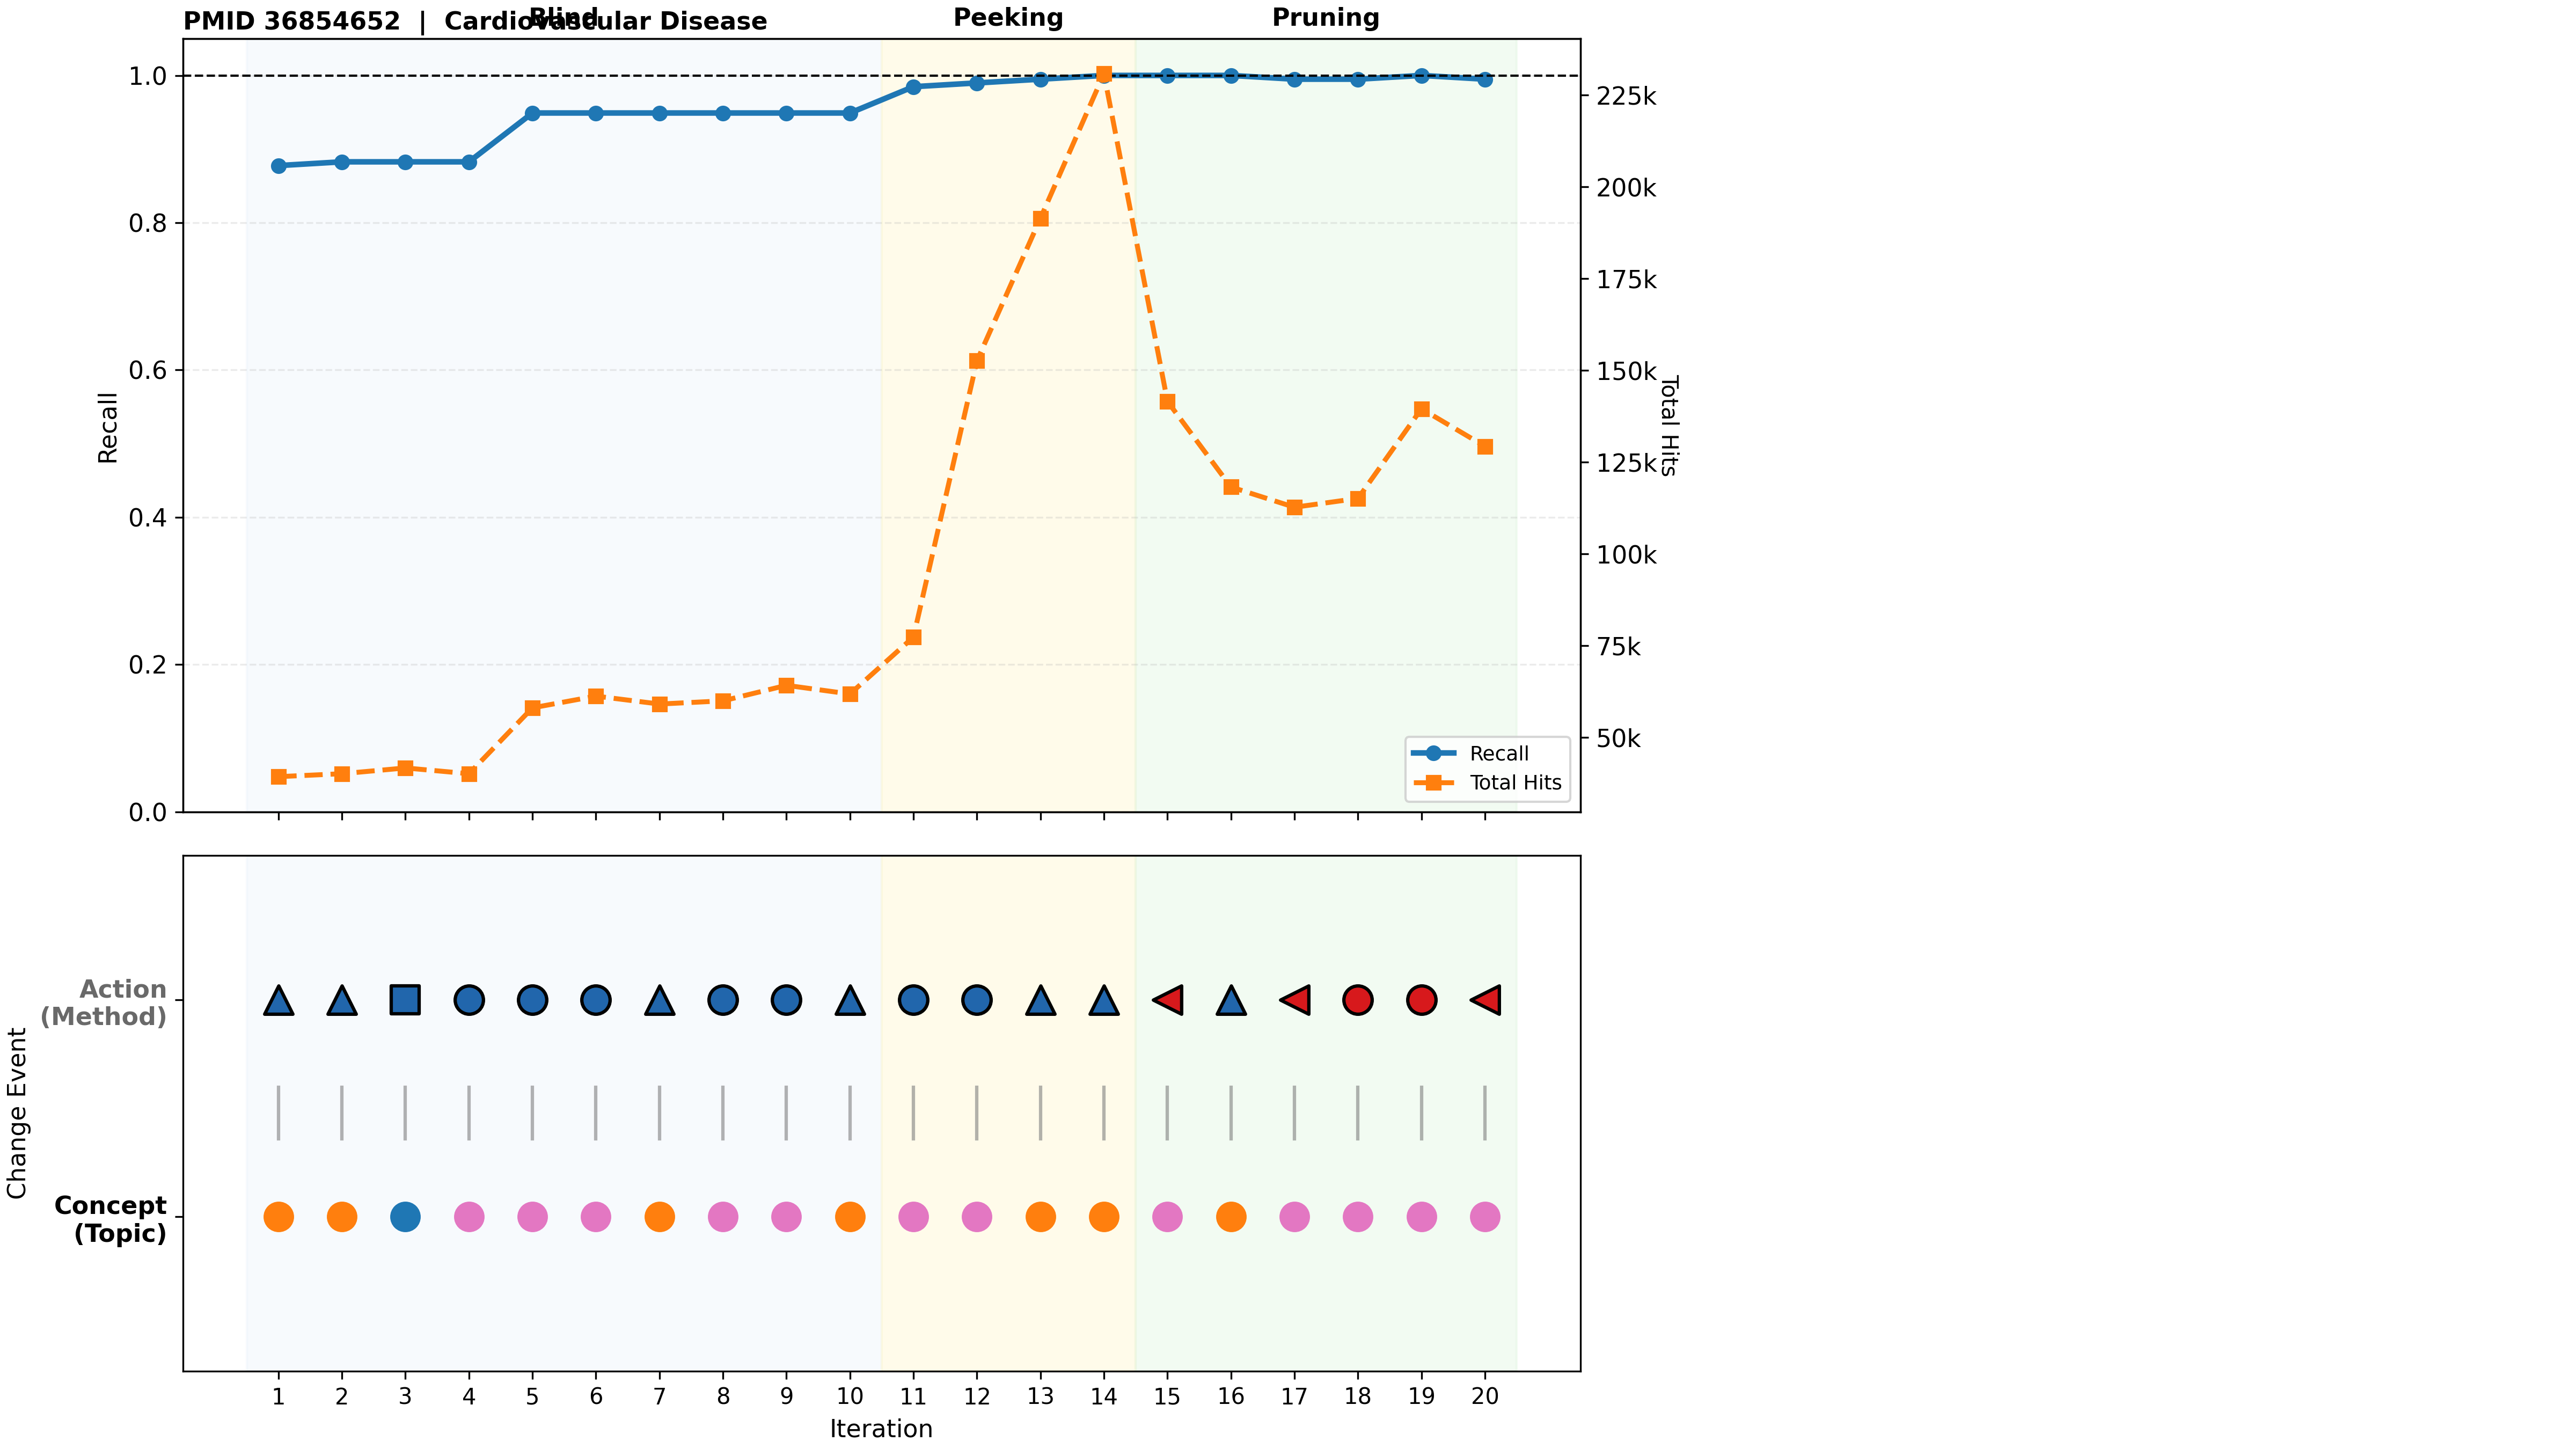 PMID 36854652 | Cardiovascular Disease
Blind
Peeking
Pruning
1.0
0.8
0.6
0.4
0.2
0.0
Recall
225k
200k
175k
150k
125k
100k
75k
50k
Total Hits
Recall
Total Hits
Action
(Method)
Concept
(Topic)
Change Event
1 2 3 4 5 6 7 8 9 10 11 12 13 14 15 16 17 18 19 20
Iteration